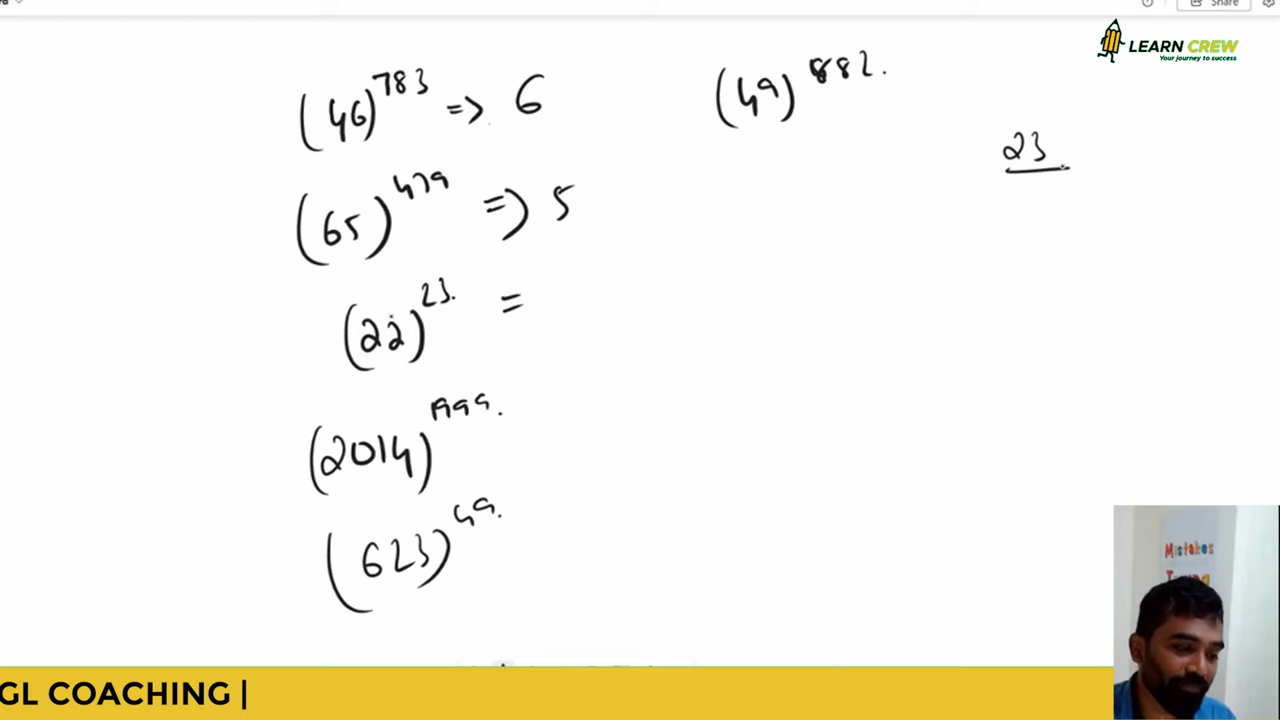 Share
LEARN CREW
Your journey to success
(46)^783 => 6
(49)^882.
23
(65)^479 => 5
(22)^23. =
(2014)^1999.
(623)^49.
Mistakes
GL COACHING |